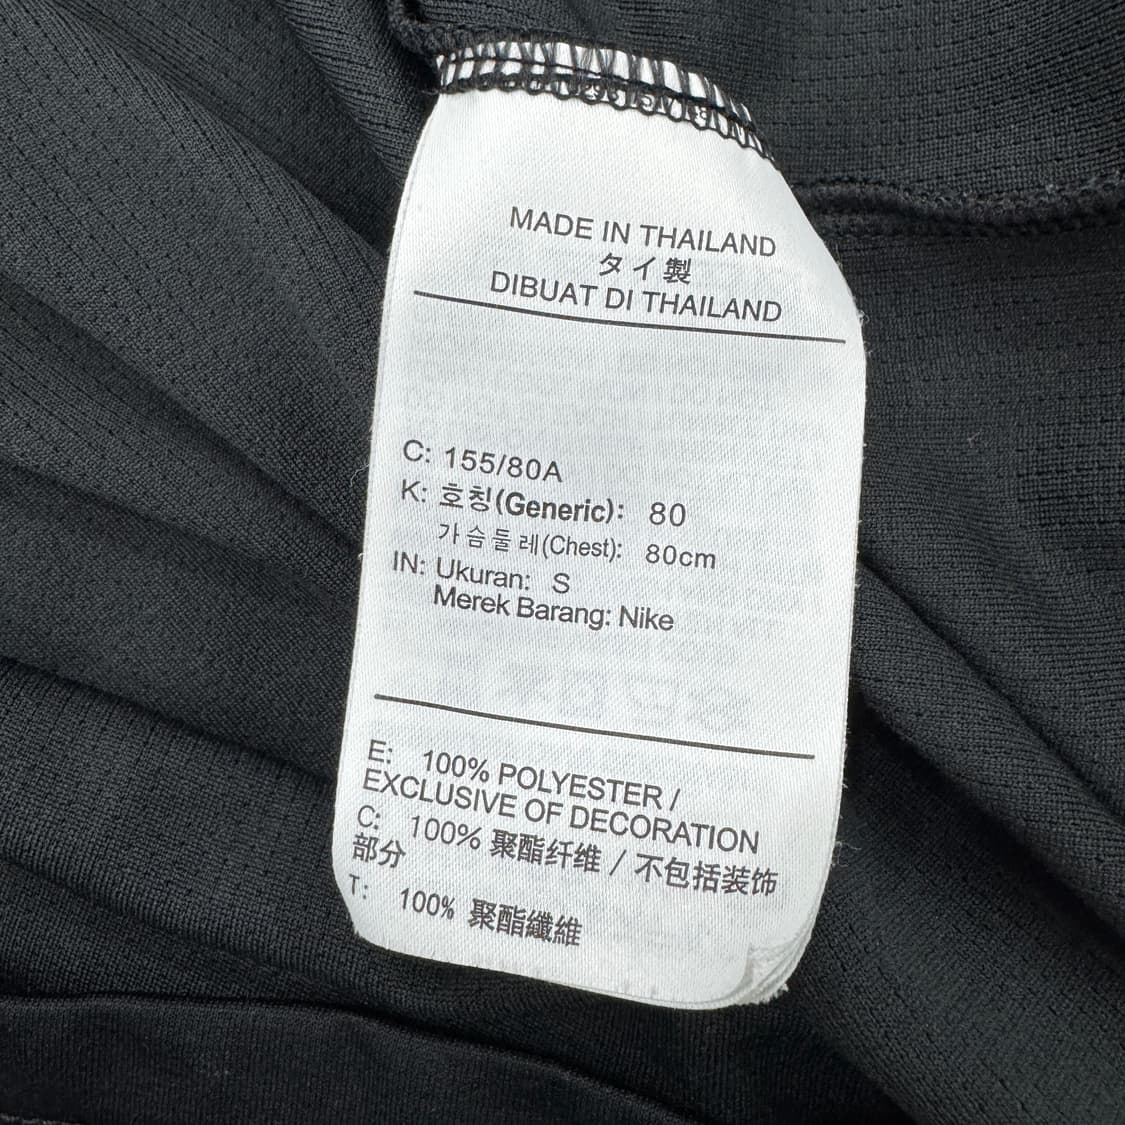 MADE IN THAILAND
タイ製
DIBUAT DI THAILAND
C: 155/80A
K: 호칭(Generic): 80
가슴둘레(Chest): 80cm
IN: Ukuran: S
Merek Barang: Nike
E: 100% POLYESTER /
EXCLUSIVE OF DECORATION
C: 100% 聚酯纤维 / 不包括装饰
部分
T: 100% 聚酯纖維